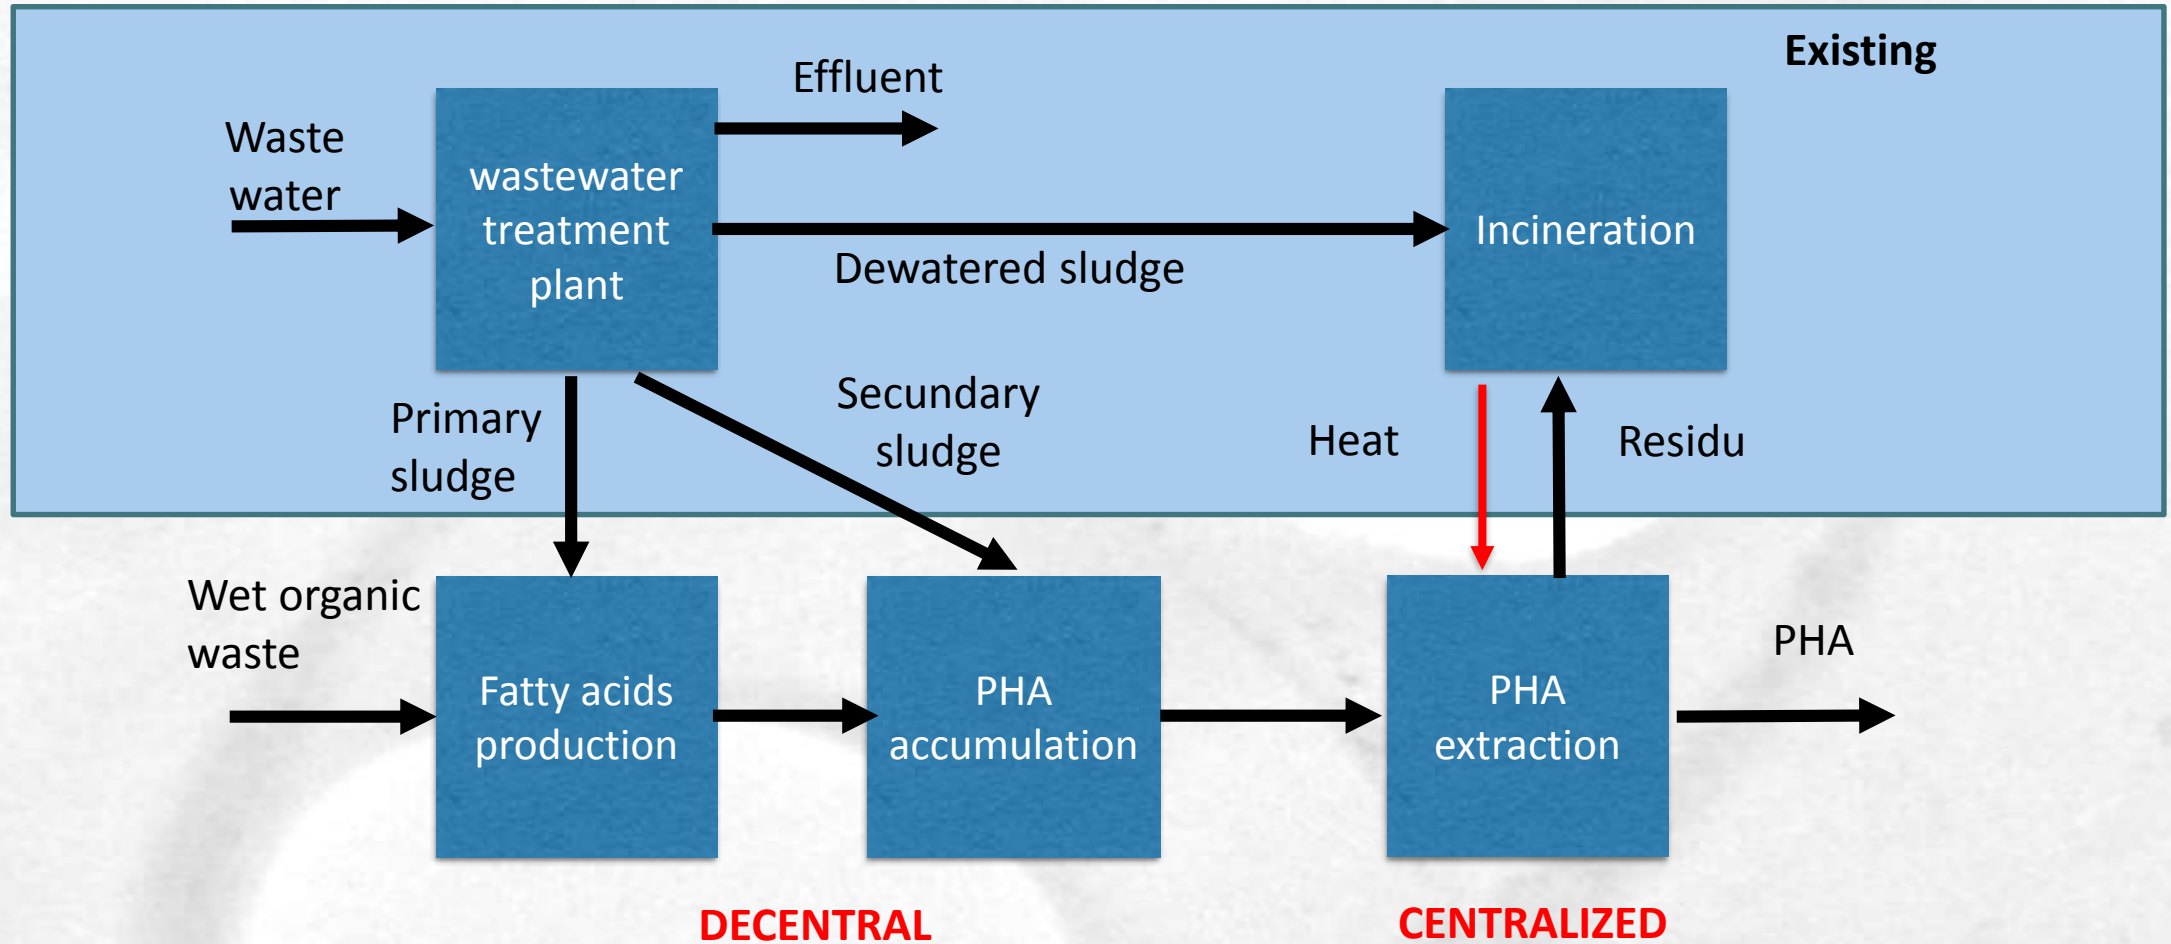 Existing
Effluent
Waste
water
wastewater
treatment
plant
Incineration
Dewatered sludge
Primary
sludge
Secundary
sludge
Heat
Residu
Wet organic
waste
Fatty acids
production
PHA
accumulation
PHA
extraction
PHA
DECENTRAL
CENTRALIZED